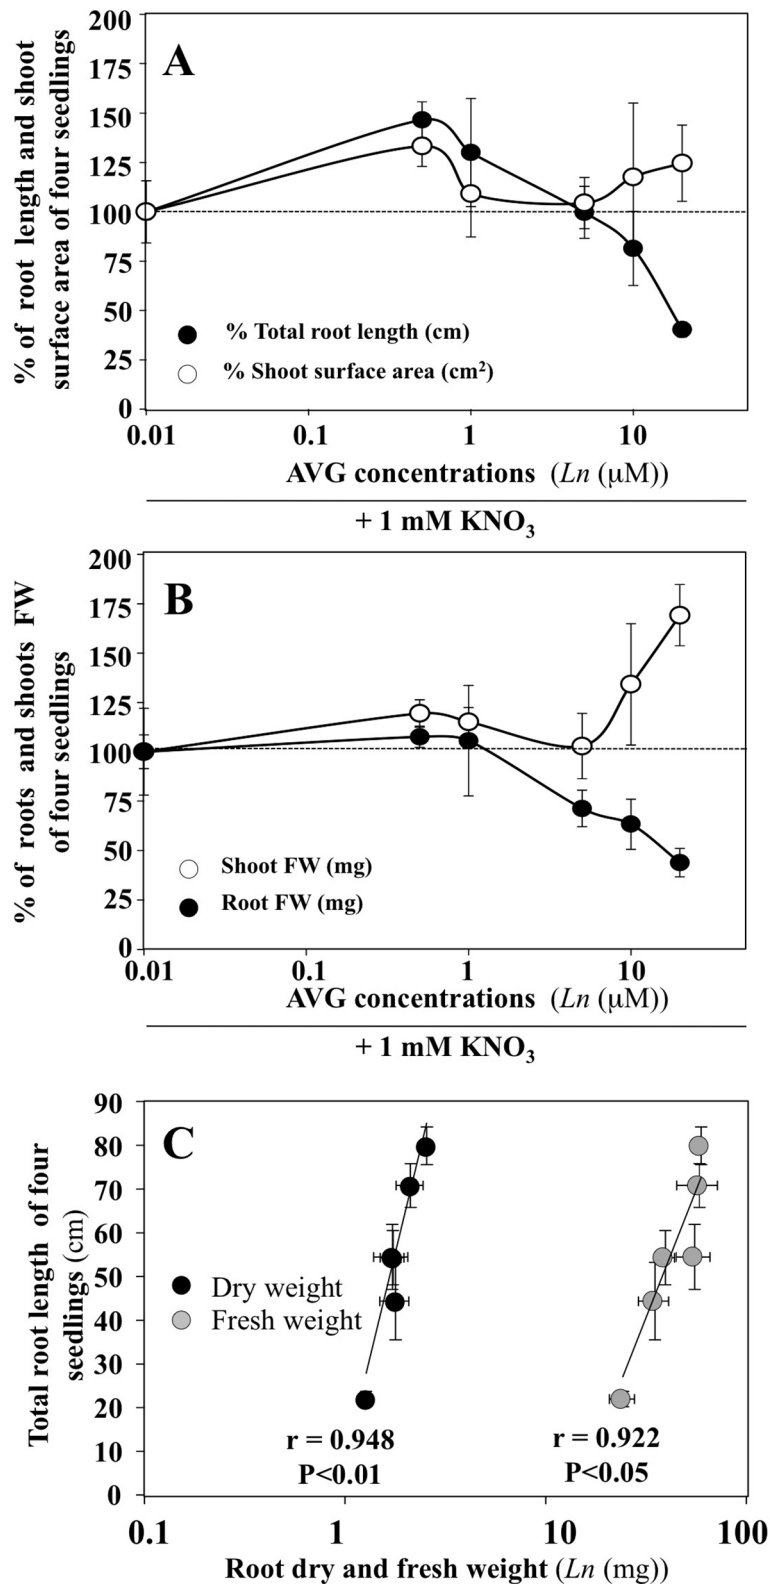 % of root length and shoot
surface area of four seedlings
A
200
175
150
125
100
75
50
25
0
% Total root length (cm)
% Shoot surface area (cm²)
0.01 0.1 1 10
AVG concentrations (Ln (µM))
+ 1 mM KNO₃
% of roots and shoots FW
of four seedlings
B
200
175
150
125
100
75
50
25
0
Shoot FW (mg)
Root FW (mg)
0.01 0.1 1 10
AVG concentrations (Ln (µM))
+ 1 mM KNO₃
Total root length of four
seedlings (cm)
C
90
80
70
60
50
40
30
20
10
0
Dry weight
Fresh weight
r = 0.948
P<0.01
r = 0.922
P<0.05
0.1 1 10 100
Root dry and fresh weight (Ln (mg))